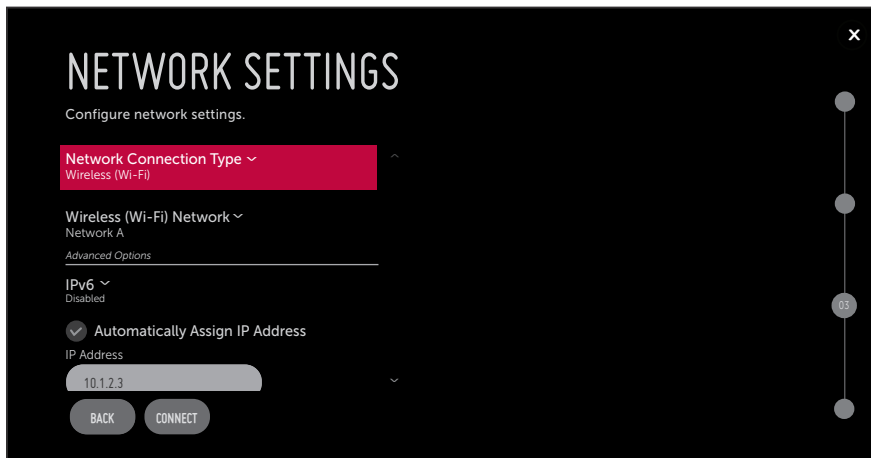 X
NETWORK SETTINGS
Configure network settings.
Network Connection Type
Wireless (Wi-Fi)
Wireless (Wi-Fi) Network
Network A
Advanced Options
IPv6
Disabled
Automatically Assign IP Address
IP Address
10.1.2.3
BACK CONNECT
03